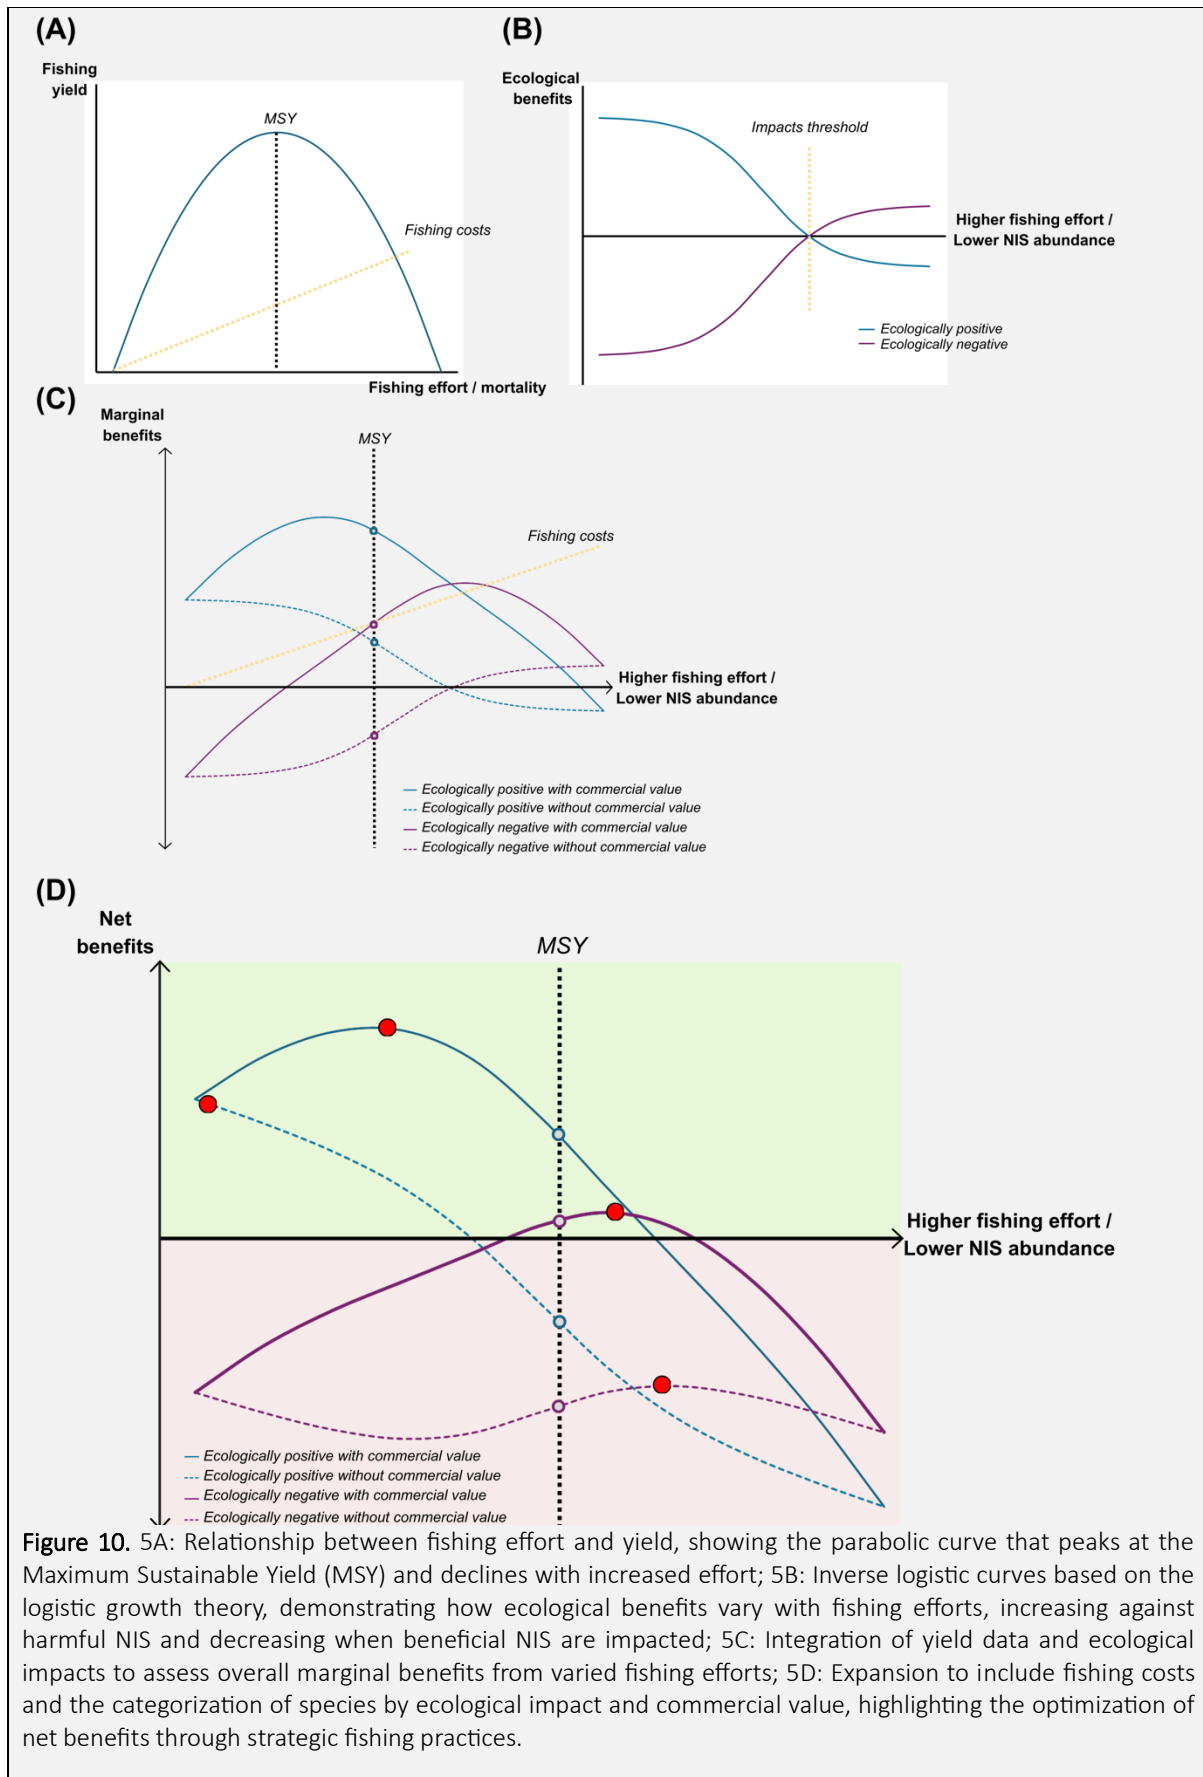 (A)
Fishing
yield
MSY
Fishing costs
Fishing effort / mortality
(B)
Ecological
benefits
Impacts threshold
Higher fishing effort /
Lower NIS abundance
Ecologically positive
Ecologically negative
(C)
Marginal
benefits
MSY
Fishing costs
Higher fishing effort /
Lower NIS abundance
Ecologically positive with commercial value
Ecologically positive without commercial value
Ecologically negative with commercial value
Ecologically negative without commercial value
(D)
Net
benefits
MSY
Higher fishing effort /
Lower NIS abundance
Ecologically positive with commercial value
Ecologically positive without commercial value
Ecologically negative with commercial value
Ecologically negative without commercial value
Figure 10. 5A: Relationship between fishing effort and yield, showing the parabolic curve that peaks at the
Maximum Sustainable Yield (MSY) and declines with increased effort; 5B: Inverse logistic curves based on the
logistic growth theory, demonstrating how ecological benefits vary with fishing efforts, increasing against
harmful NIS and decreasing when beneficial NIS are impacted; 5C: Integration of yield data and ecological
impacts to assess overall marginal benefits from varied fishing efforts; 5D: Expansion to include fishing costs
and the categorization of species by ecological impact and commercial value, highlighting the optimization of
net benefits through strategic fishing practices.